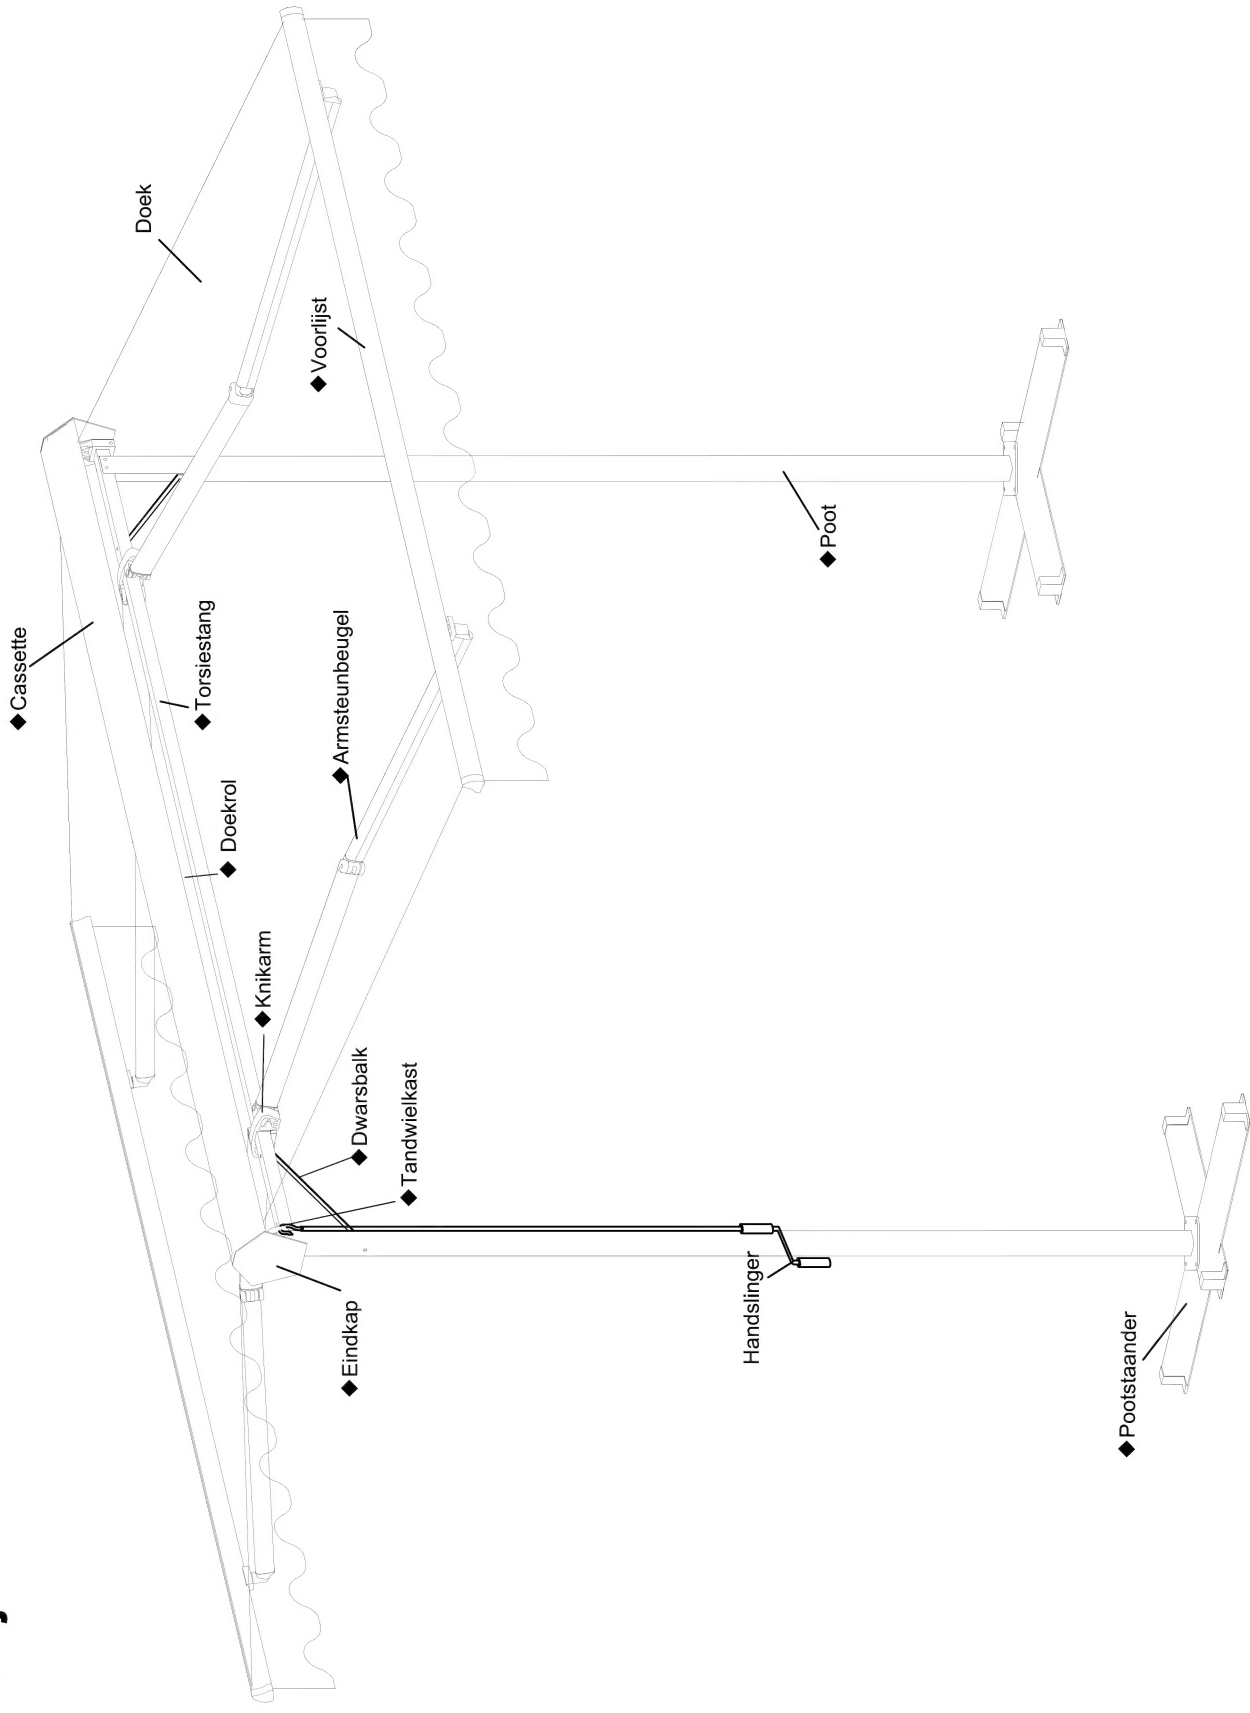 ◆Cassette
Doek
◆Torsiestang
◆Doekrol
◆Voorlijst
◆Knikarm
◆Armsteunbeugel
◆Dwarsbalk
◆Eindkap
◆Tandwielkast
Handslinger
◆Poot
◆Pootstaander